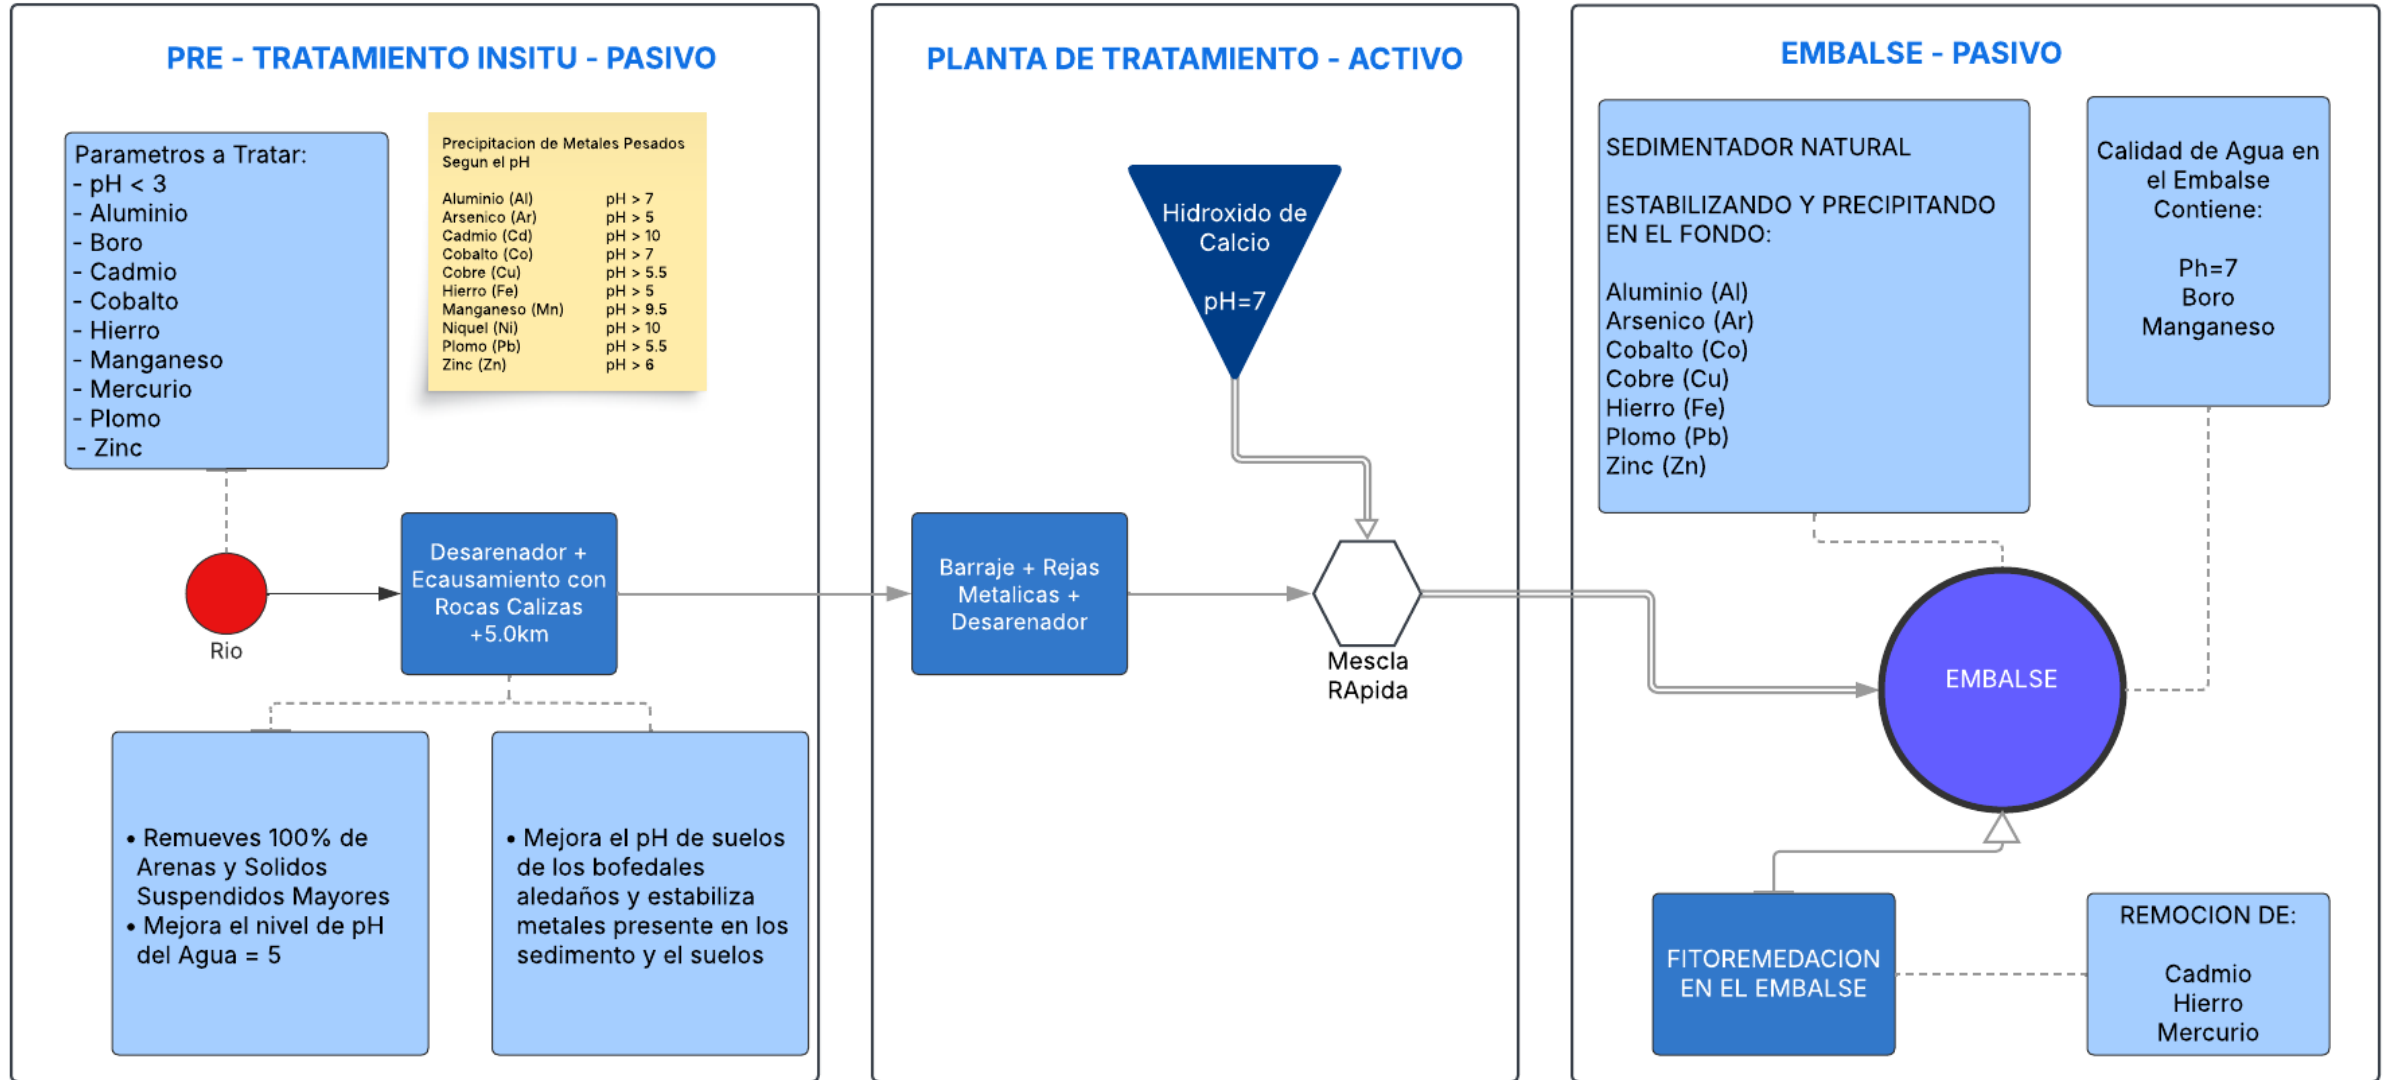 PRE - TRATAMIENTO INSITU - PASIVO
Parametros a Tratar:
- pH < 3
- Aluminio
- Boro
- Cadmio
- Cobalto
- Hierro
- Manganeso
- Mercurio
- Plomo
- Zinc
Precipitacion de Metales Pesados
Segun el pH
Aluminio (Al) pH > 7
Arsenico (Ar) pH > 5
Cadmio (Cd) pH > 10
Cobalto (Co) pH > 7
Cobre (Cu) pH > 5.5
Hierro (Fe) pH > 5
Manganeso (Mn) pH > 9.5
Niquel (Ni) pH > 10
Plomo (Pb) pH > 5.5
Zinc (Zn) pH > 6
Rio
Desarenador +
Ecausamiento con
Rocas Calizas
+5.0km
• Remueves 100% de
Arenas y Solidos
Suspendidos Mayores
• Mejora el nivel de pH
del Agua = 5
• Mejora el pH de suelos
de los bofedales
aledaños y estabiliza
metales presente en los
sedimento y el suelos
PLANTA DE TRATAMIENTO - ACTIVO
Hidroxido de
Calcio
pH=7
Barraje + Rejas
Metalicas +
Desarenador
Mescla
RApida
EMBALSE - PASIVO
SEDIMENTADOR NATURAL
ESTABILIZANDO Y PRECIPITANDO
EN EL FONDO:
Aluminio (Al)
Arsenico (Ar)
Cobalto (Co)
Cobre (Cu)
Hierro (Fe)
Plomo (Pb)
Zinc (Zn)
Calidad de Agua en
el Embalse
Contiene:
Ph=7
Boro
Manganeso
EMBALSE
FITOREMEDACION
EN EL EMBALSE
REMOCION DE:
Cadmio
Hierro
Mercurio